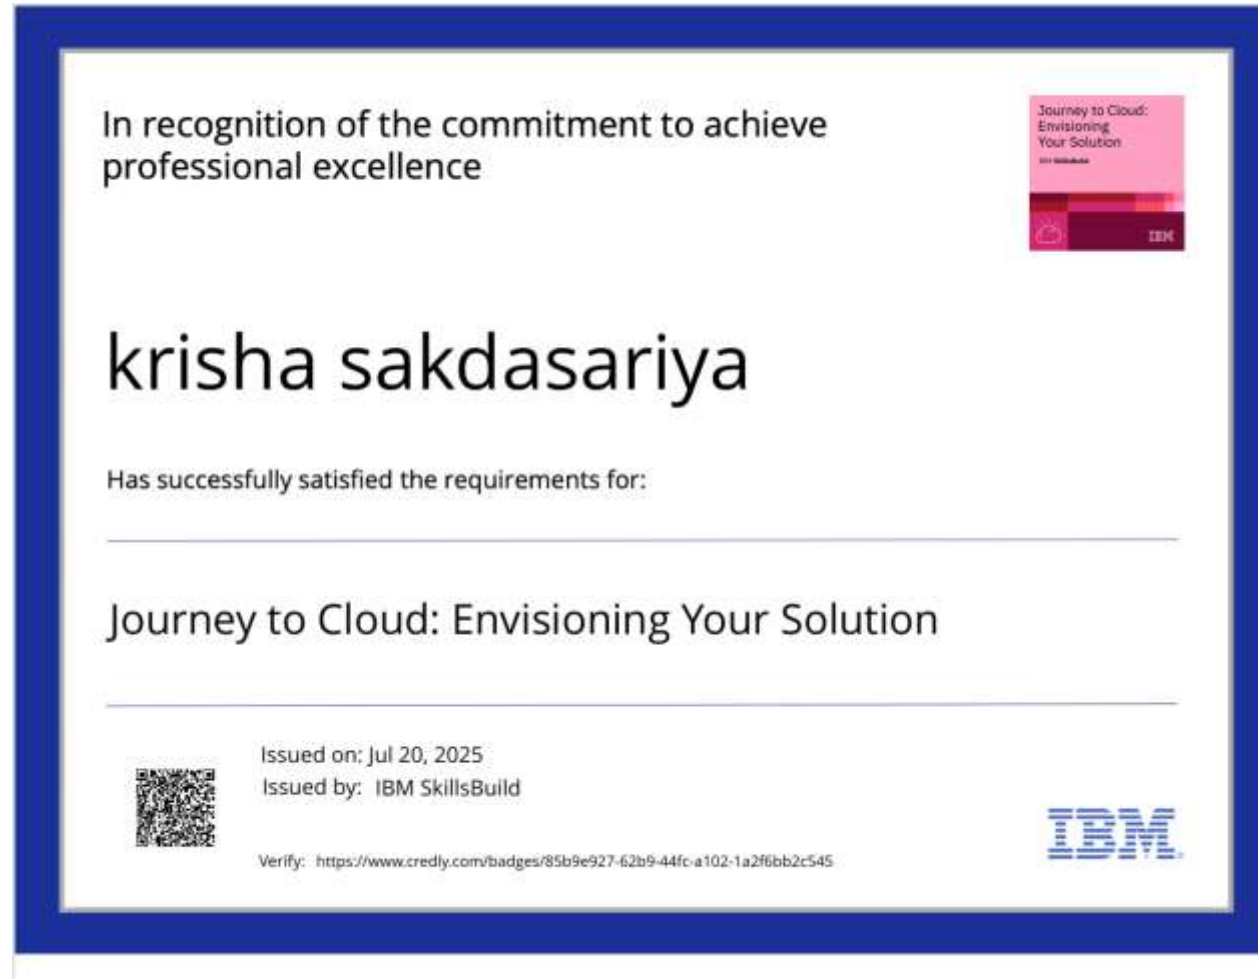 In recognition of the commitment to achieve
professional excellence
Journey to Cloud:
Envisioning
Your Solution
IBM SkillsBuild
IBM
krisha sakdasariya
Has successfully satisfied the requirements for:
Journey to Cloud: Envisioning Your Solution
Issued on: Jul 20, 2025
Issued by: IBM SkillsBuild
Verify: https://www.credly.com/badges/85b9e927-62b9-44fc-a102-1a2f6bb2c545
IBM